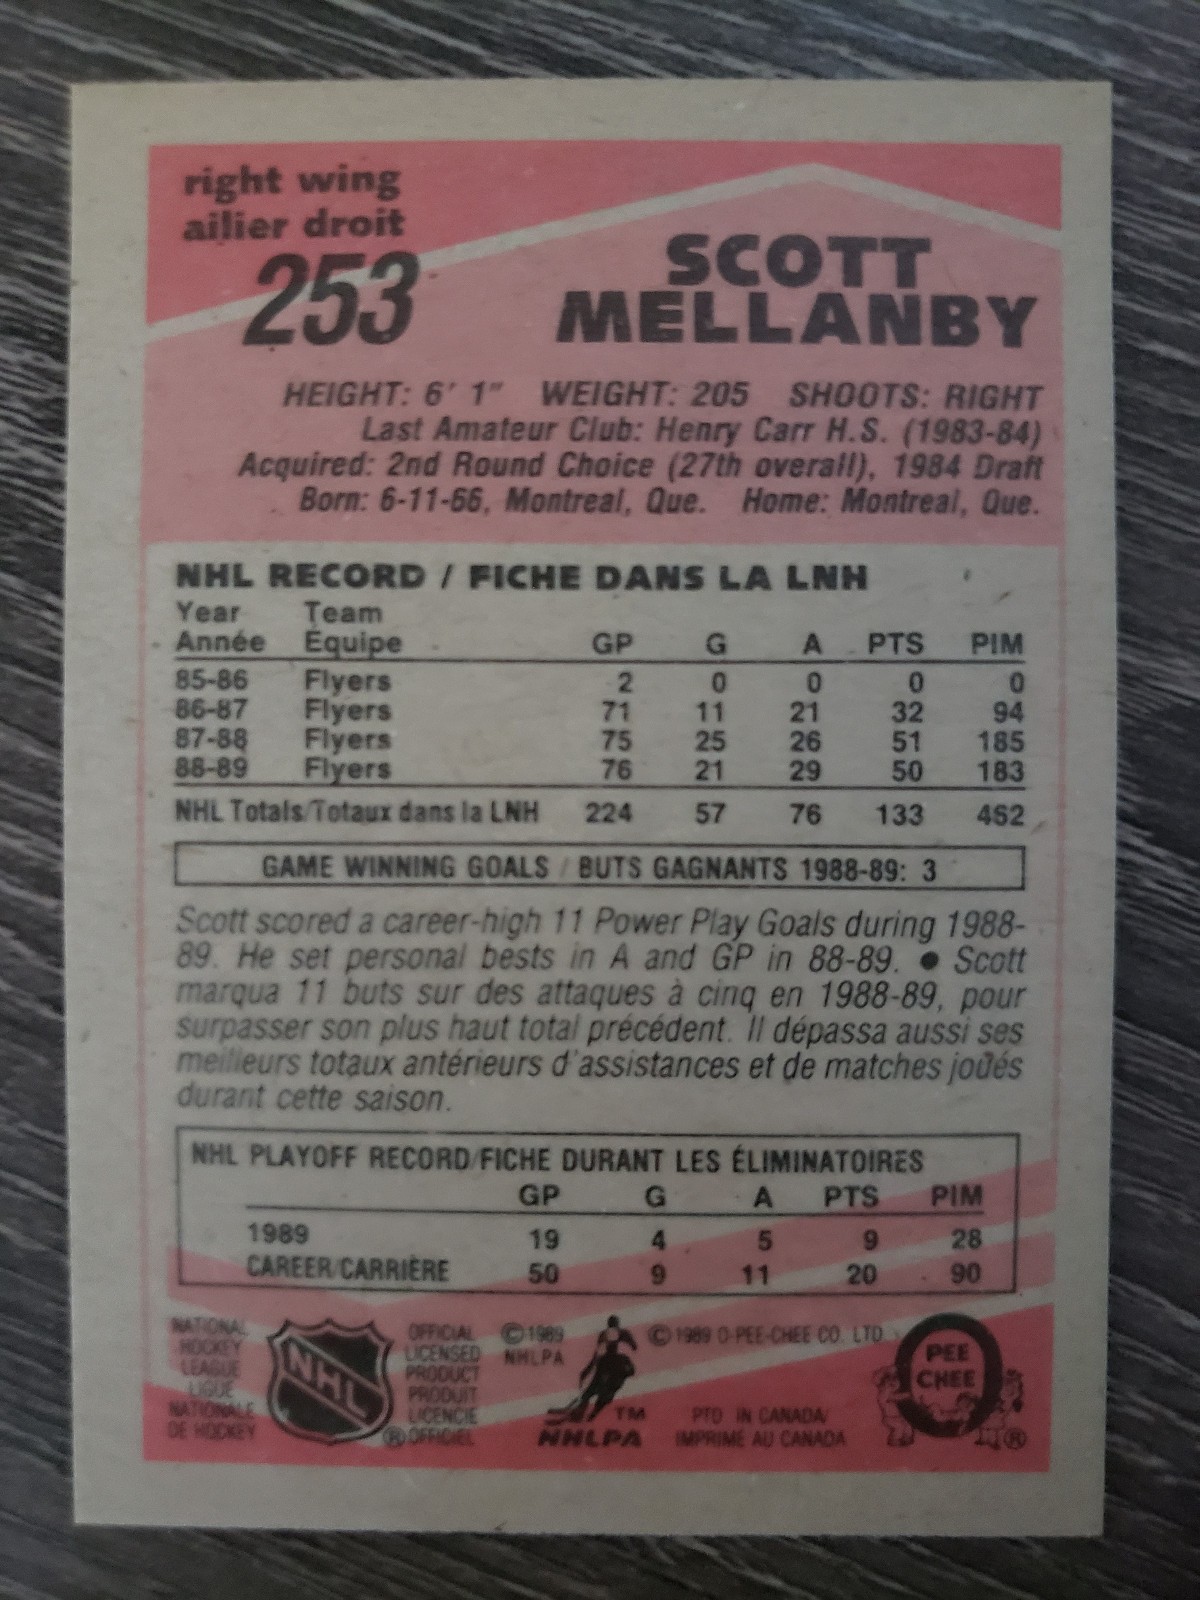 right wing
ailier droit
253
SCOTT
MELLANBY
HEIGHT: 6' 1" WEIGHT: 205 SHOOTS: RIGHT
Last Amateur Club: Henry Carr H.S. (1983-84)
Acquired: 2nd Round Choice (27th overall), 1984 Draft
Born: 6-11-66, Montreal, Que. Home: Montreal, Que.
NHL RECORD / FICHE DANS LA LNH
Year Team
Année Équipe GP G A PTS PIM
85-86 Flyers 2 0 0 0 0
86-87 Flyers 71 11 21 32 94
87-88 Flyers 75 25 26 51 185
88-89 Flyers 76 21 29 50 183
NHL Totals/Totaux dans la LNH 224 57 76 133 462
GAME WINNING GOALS / BUTS GAGNANTS 1988-89: 3
Scott scored a career-high 11 Power Play Goals during 1988-
89. He set personal bests in A and GP in 88-89. ● Scott
marqua 11 buts sur des attaques à cinq en 1988-89, pour
surpasser son plus haut total précédent. Il dépassa aussi ses
meilleurs totaux antérieurs d'assistances et de matches joués
durant cette saison.
NHL PLAYOFF RECORD/FICHE DURANT LES ÉLIMINATOIRES
GP G A PTS PIM
1989 19 4 5 9 28
CAREER/CARRIÈRE 50 9 11 20 90
NATIONAL
HOCKEY
LEAGUE
LIGUE
NATIONALE
DE HOCKEY
NHL
®
OFFICIAL
LICENSED
PRODUCT
PRODUIT
LICENCIE
OFFICIEL
©1989
NHLPA
TM
NHLPA
©1989 O-PEE-CHEE CO. LTD.
PTD. IN CANADA/
IMPRIMÉ AU CANADA
O
PEE
CHEE
®